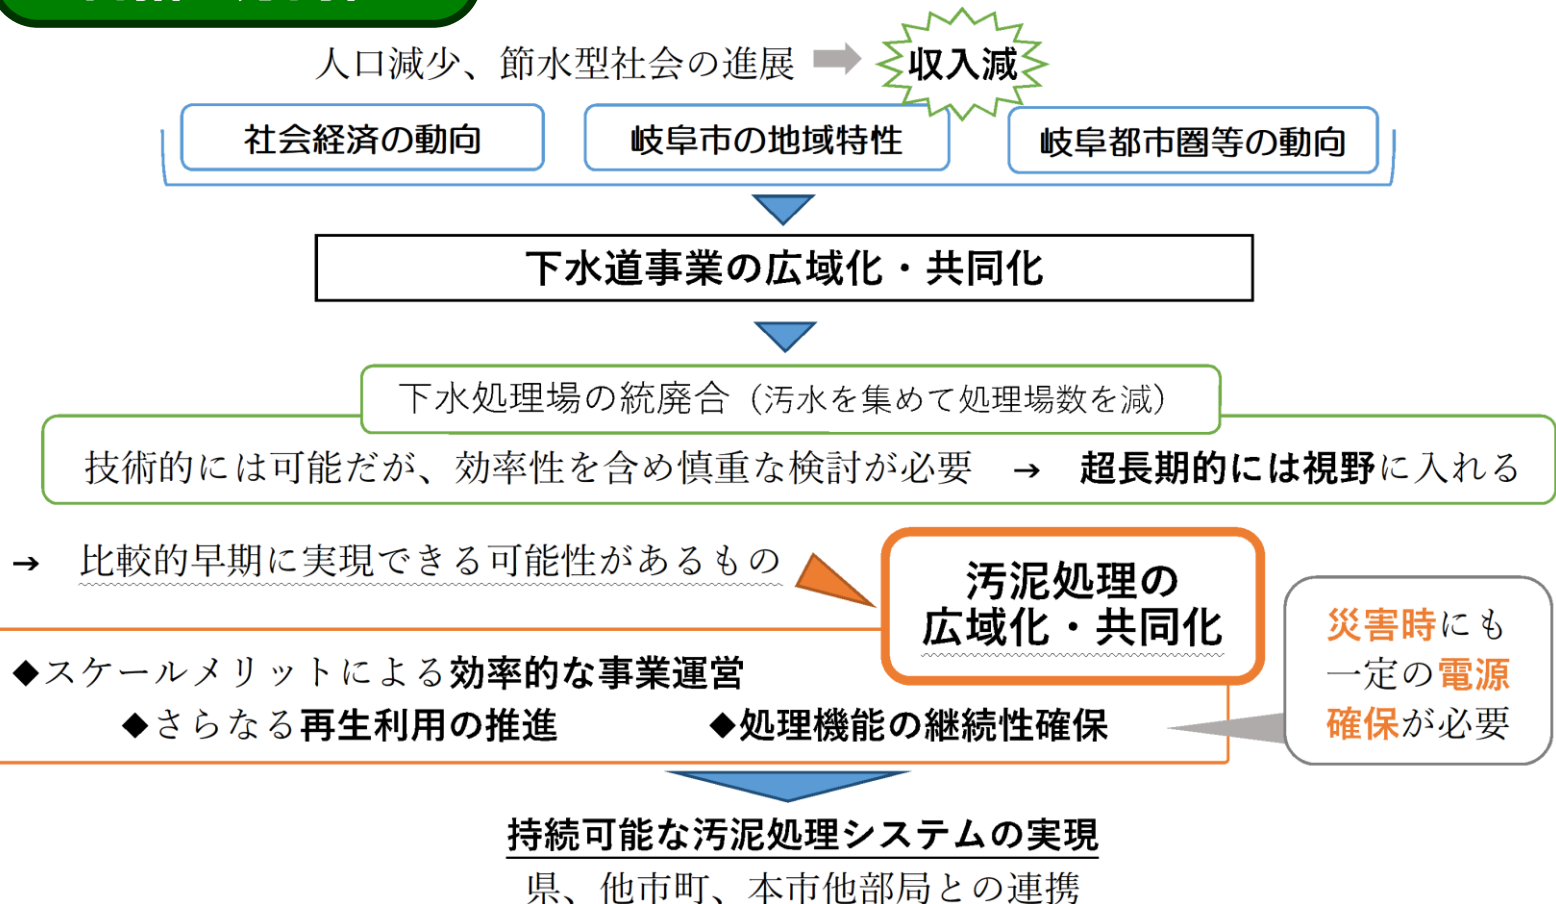 人口減少、節水型社会の進展 ➡ 収入減
社会経済の動向
岐阜市の地域特性
岐阜都市圏等の動向
下水道事業の広域化・共同化
下水処理場の統廃合（汚水を集めて処理場数を減）
技術的には可能だが、効率性を含め慎重な検討が必要 → 超長期的には視野に入れる
→ 比較的早期に実現できる可能性があるもの
汚泥処理の
広域化・共同化
災害時にも
一定の電源
確保が必要
◆スケールメリットによる効率的な事業運営
◆さらなる再生利用の推進 ◆処理機能の継続性確保
持続可能な汚泥処理システムの実現
県、他市町、本市他部局との連携